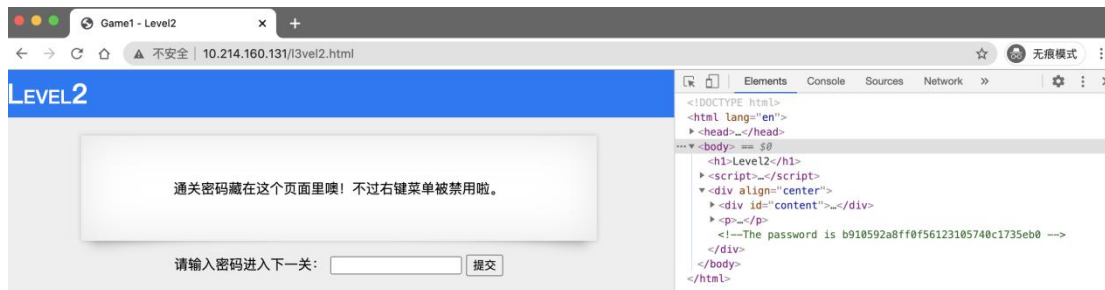 Game1 - Level2
不安全 | 10.214.160.131/l3vel2.html
无痕模式
LEVEL2
通关密码藏在这个页面里噢！不过右键菜单被禁用啦。
请输入密码进入下一关：
提交
Elements Console Sources Network »
<!DOCTYPE html>
<html lang="en">
▶<head>…</head>
…▼<body> == $0
<h1>Level2</h1>
▶<script>…</script>
▼<div align="center">
▶<div id="content">…</div>
▶<p>…</p>
<!--The password is b910592a8ff0f56123105740c1735eb0 -->
</div>
</body>
</html>